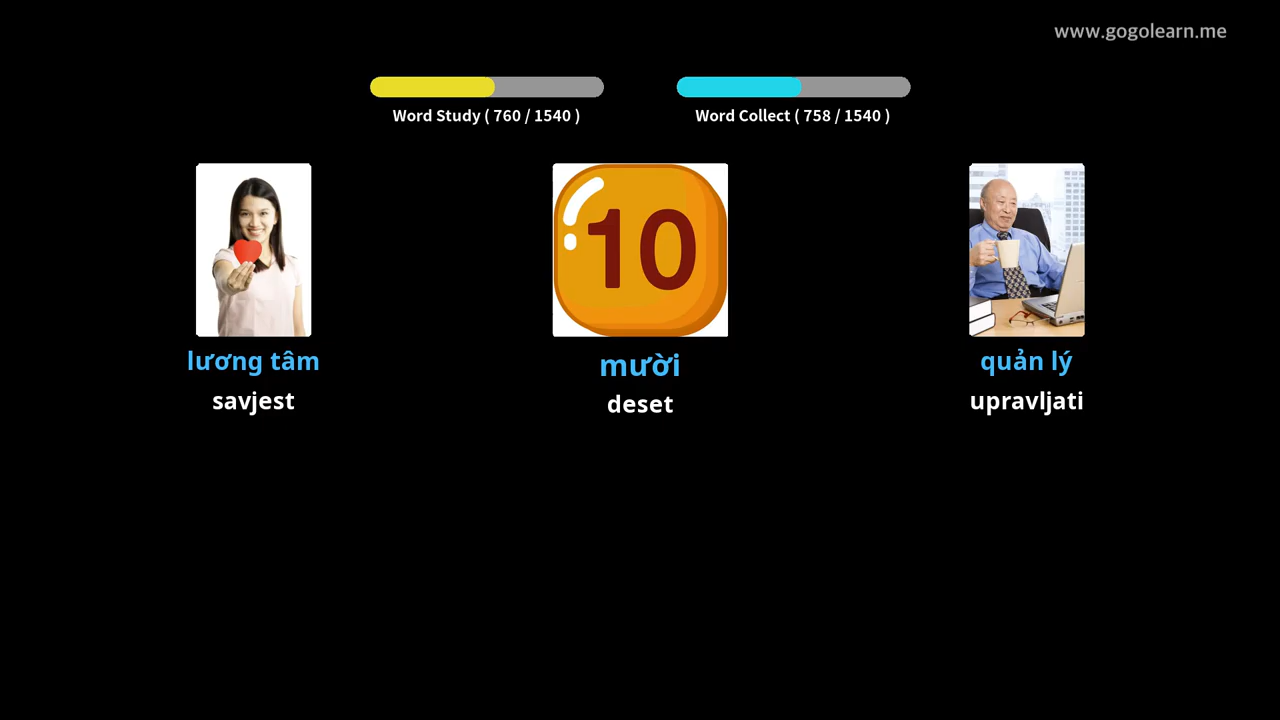 www.gogolearn.me
Word Study ( 760 / 1540 )
Word Collect ( 758 / 1540 )
10
lương tâm
mười
quản lý
savjest
deset
upravljati